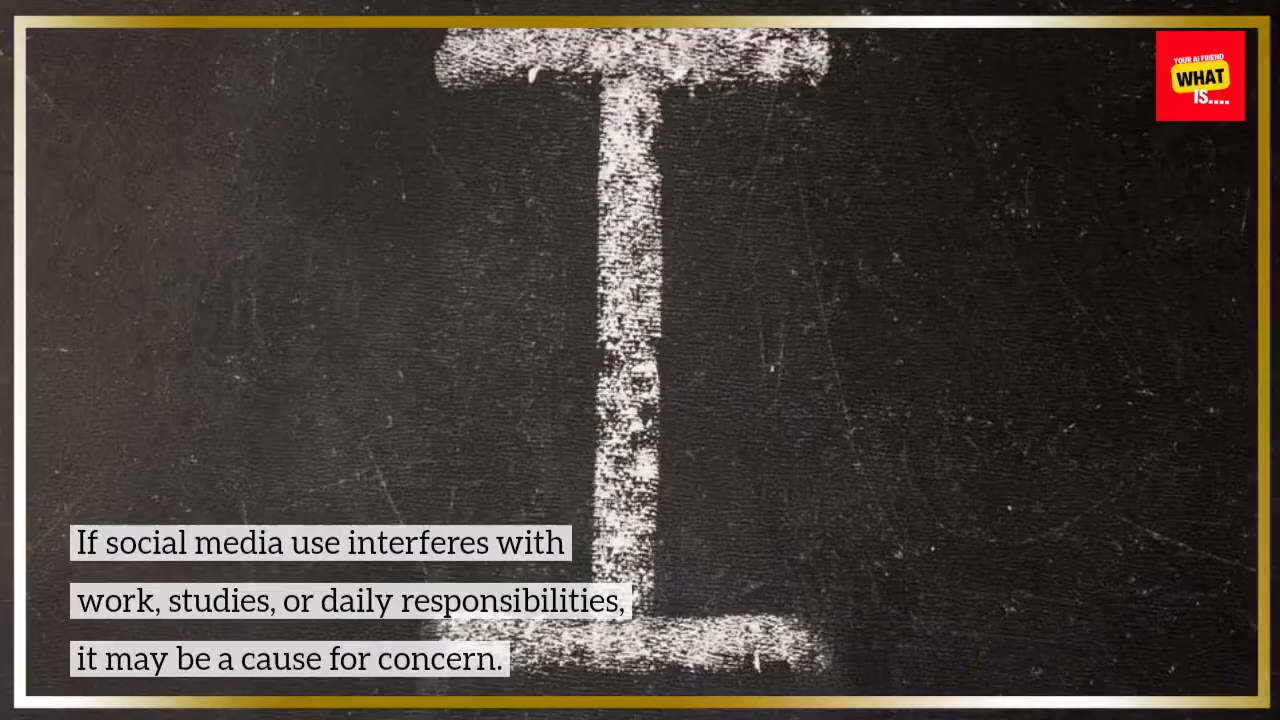 I
YOUR AI FRIEND
WHAT
IS....
If social media use interferes with
work, studies, or daily responsibilities,
it may be a cause for concern.